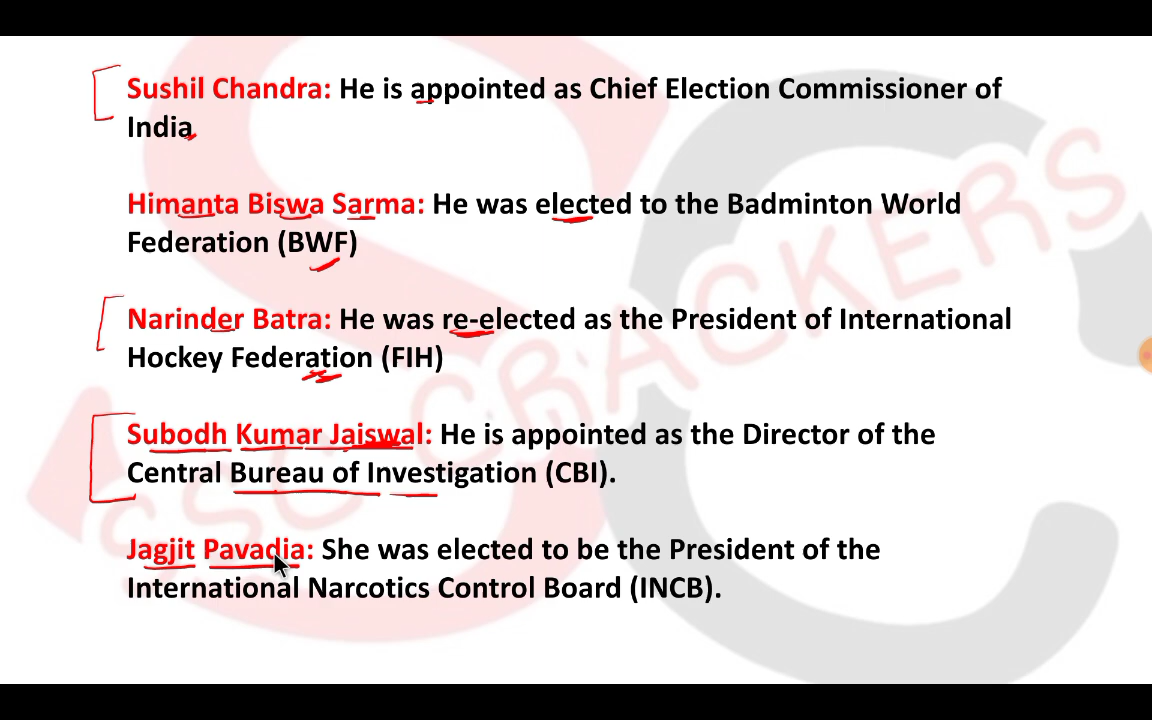 Sushil Chandra: He is appointed as Chief Election Commissioner of
India
Himanta Biswa Sarma: He was elected to the Badminton World
Federation (BWF)
Narinder Batra: He was re-elected as the President of International
Hockey Federation (FIH)
Subodh Kumar Jaiswal: He is appointed as the Director of the
Central Bureau of Investigation (CBI).
Jagjit Pavadia: She was elected to be the President of the
International Narcotics Control Board (INCB).
SSC CRACKERS